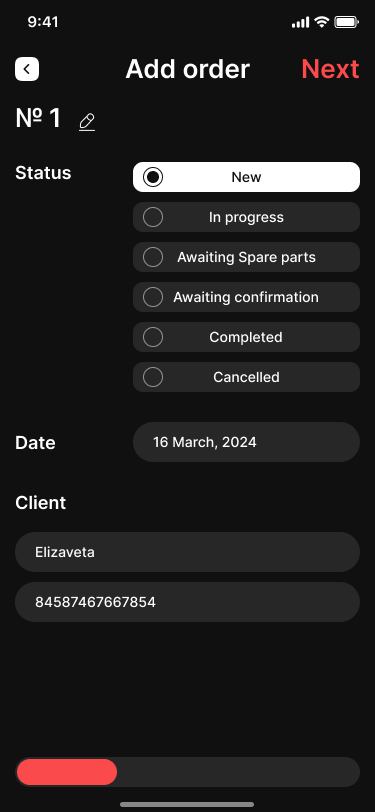 9:41
Add order
Next
№ 1
Status
New
In progress
Awaiting Spare parts
Awaiting confirmation
Completed
Cancelled
Date
16 March, 2024
Client
Elizaveta
84587467667854